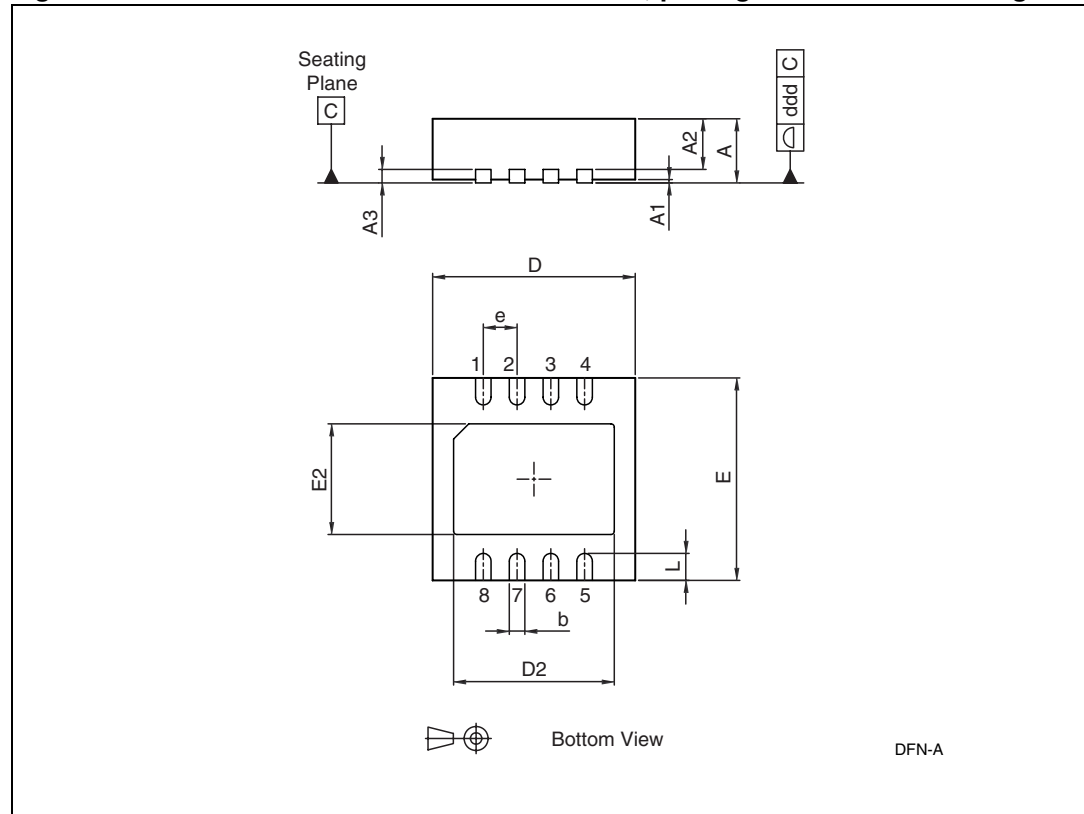 Seating
Plane
C
ddd C
A2
A
A3
A1
D
e
1 2 3 4
E2
E
L
8 7 6 5
b
D2
Bottom View
DFN-A